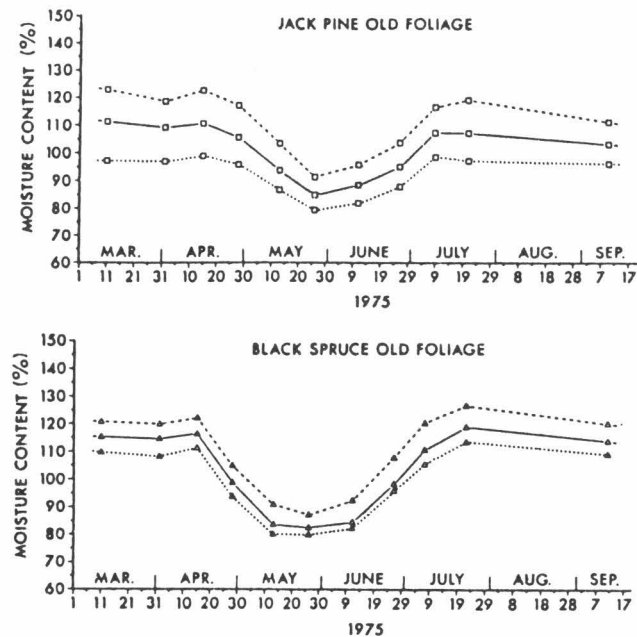 JACK PINE OLD FOLIAGE
MOISTURE CONTENT (%)
150
140
130
120
110
100
90
80
70
60
MAR. APR. MAY JUNE JULY AUG. SEP.
1 11 21 31 10 20 30 10 20 30 9 19 29 9 19 29 8 18 28 7 17
1975
BLACK SPRUCE OLD FOLIAGE
MOISTURE CONTENT (%)
150
140
130
120
110
100
90
80
70
60
MAR. APR. MAY JUNE JULY AUG. SEP.
1 11 21 31 10 20 30 10 20 30 9 19 29 9 19 29 8 18 28 7 17
1975